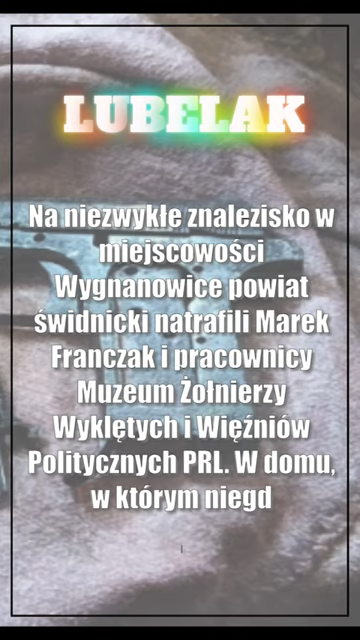 LUBELAK
Na niezwykłe znalezisko w
miejscowości
Wygnanowice powiat
świdnicki natrafili Marek
Franczak i pracownicy
Muzeum Żołnierzy
Wyklętych i Więźniów
Politycznych PRL. W domu,
w którym niegd